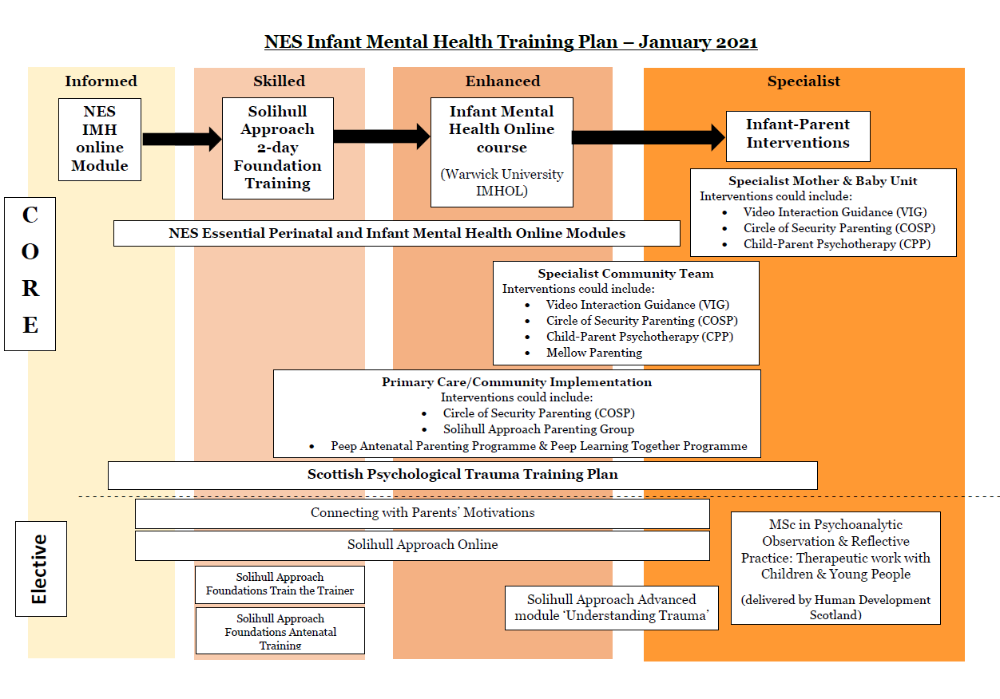 NES Infant Mental Health Training Plan – January 2021
Informed
Skilled
Enhanced
Specialist
NES
IMH
online
Module
Solihull
Approach
2-day
Foundation
Training
Infant Mental
Health Online
course
(Warwick University
IMHOL)
Infant-Parent
Interventions
C
O
R
E
Specialist Mother & Baby Unit
Interventions could include:
• Video Interaction Guidance (VIG)
• Circle of Security Parenting (COSP)
• Child-Parent Psychotherapy (CPP)
NES Essential Perinatal and Infant Mental Health Online Modules
Specialist Community Team
Interventions could include:
• Video Interaction Guidance (VIG)
• Circle of Security Parenting (COSP)
• Child-Parent Psychotherapy (CPP)
• Mellow Parenting
Primary Care/Community Implementation
Interventions could include:
• Circle of Security Parenting (COSP)
• Solihull Approach Parenting Group
• Peep Antenatal Parenting Programme & Peep Learning Together Programme
Scottish Psychological Trauma Training Plan
Elective
Connecting with Parents’ Motivations
Solihull Approach Online
Solihull Approach
Foundations Train the Trainer
Solihull Approach
Foundations Antenatal
Training
Solihull Approach Advanced
module ‘Understanding Trauma’
MSc in Psychoanalytic
Observation & Reflective
Practice: Therapeutic work with
Children & Young People
(delivered by Human Development
Scotland)